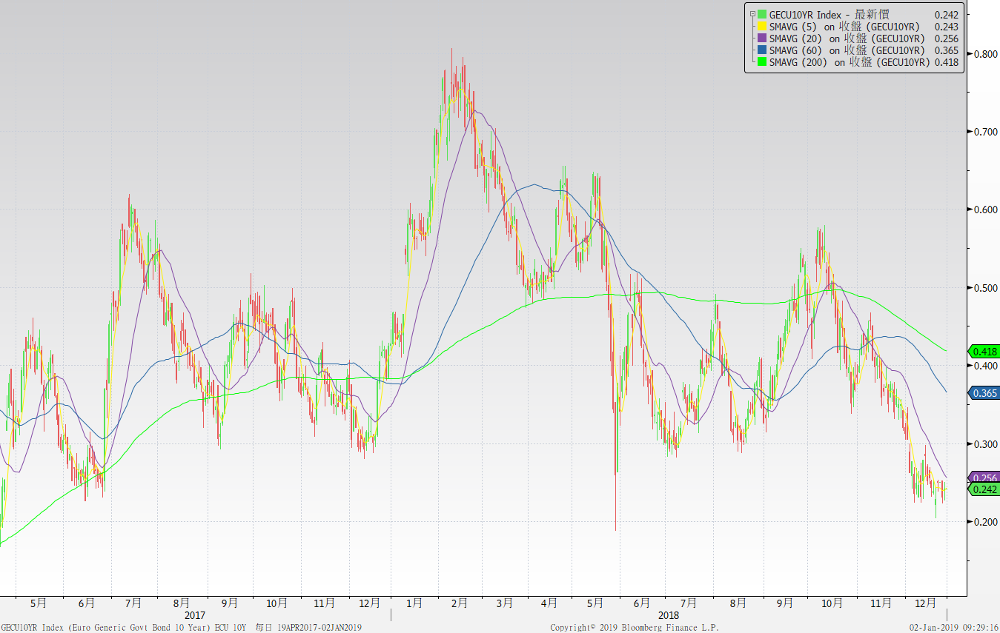 GECU10YR Index - 最新價 0.242
SMAVG (5) on 收盤 (GECU10YR) 0.243
SMAVG (20) on 收盤 (GECU10YR) 0.256
SMAVG (60) on 收盤 (GECU10YR) 0.365
SMAVG (200) on 收盤 (GECU10YR) 0.418
0.800
0.700
0.600
0.500
0.418
0.400
0.365
0.300
0.256
0.242
0.200
5月 6月 7月 8月 9月 10月 11月 12月 1月 2月 3月 4月 5月 6月 7月 8月 9月 10月 11月 12月
2017 2018
GECU10YR Index (Euro Generic Govt Bond 10 Year) ECU 10Y 每日 19APR2017-02JAN2019 Copyright© 2019 Bloomberg Finance L.P. 02-Jan-2019 09:29:16